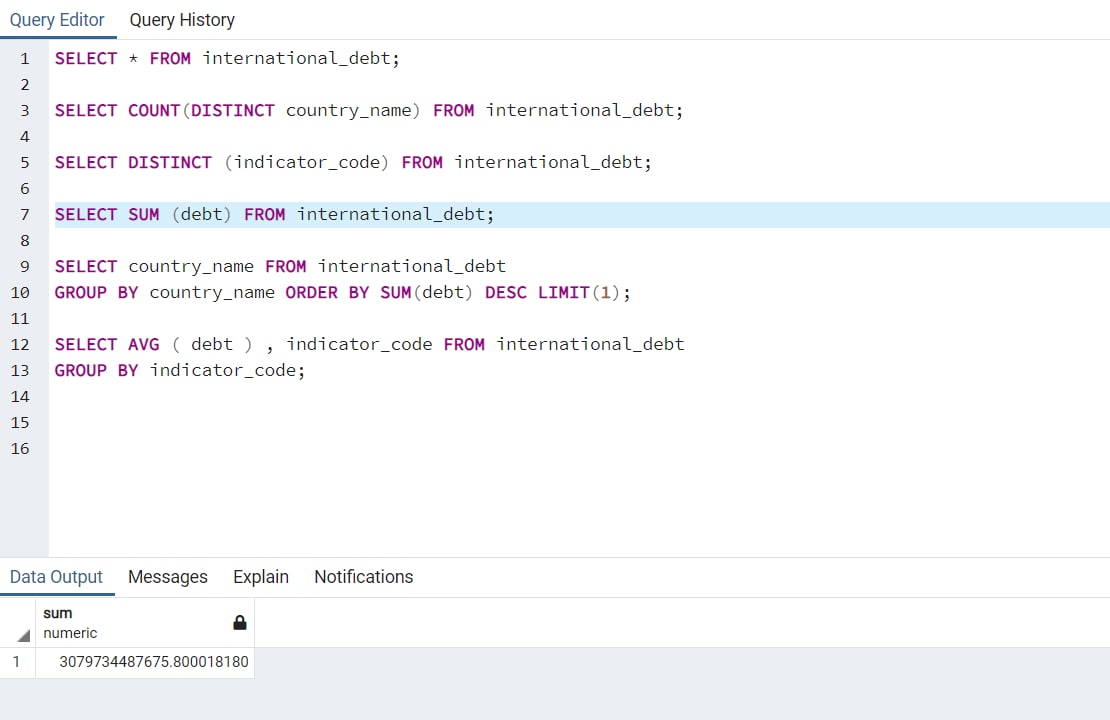 Query Editor Query History
1 SELECT * FROM international_debt;
2
3 SELECT COUNT(DISTINCT country_name) FROM international_debt;
4
5 SELECT DISTINCT (indicator_code) FROM international_debt;
6
7 SELECT SUM (debt) FROM international_debt;
8
9 SELECT country_name FROM international_debt
10 GROUP BY country_name ORDER BY SUM(debt) DESC LIMIT(1);
11
12 SELECT AVG ( debt ) , indicator_code FROM international_debt
13 GROUP BY indicator_code;
14
15
16
Data Output Messages Explain Notifications
sum
numeric
1 3079734487675.800018180